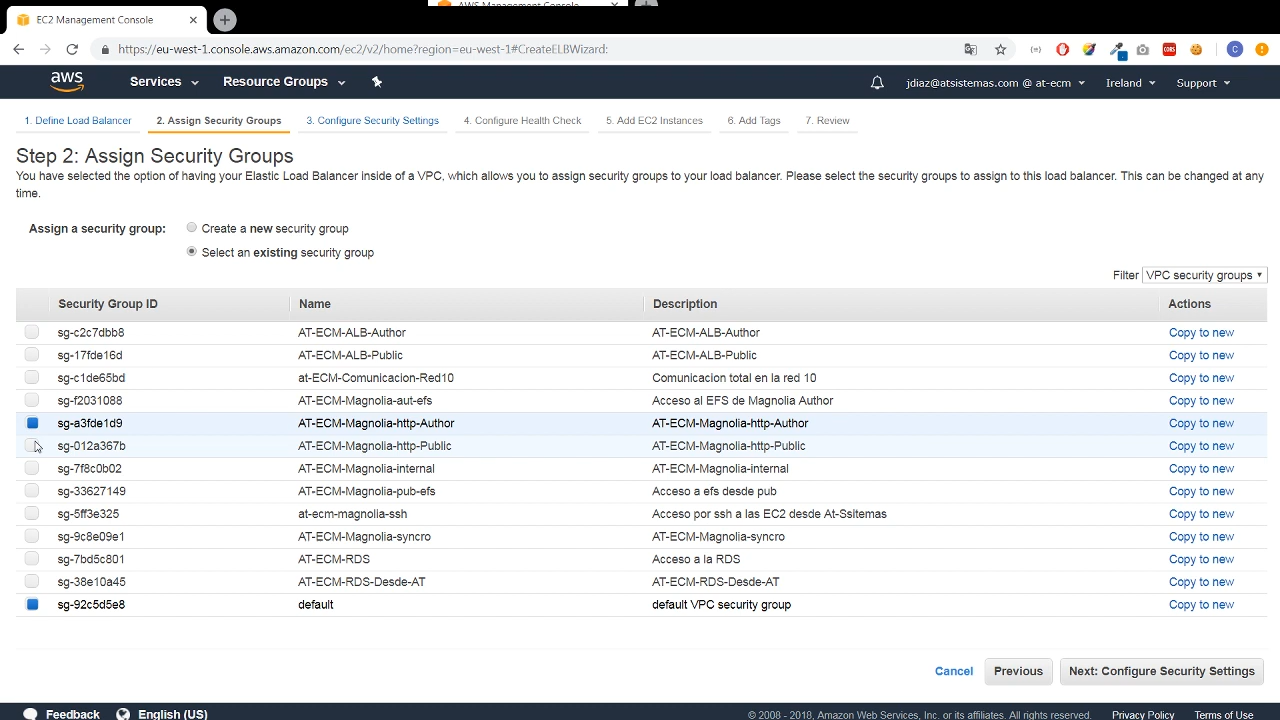 AWS Management Console
EC2 Management Console
https://eu-west-1.console.aws.amazon.com/ec2/v2/home?region=eu-west-1#CreateELBWizard:
CORS
C
aws
Services
Resource Groups
jdiaz@atsistemas.com @ at-ecm
Ireland
Support
1. Define Load Balancer
2. Assign Security Groups
3. Configure Security Settings
4. Configure Health Check
5. Add EC2 Instances
6. Add Tags
7. Review
Step 2: Assign Security Groups
You have selected the option of having your Elastic Load Balancer inside of a VPC, which allows you to assign security groups to your load balancer. Please select the security groups to assign to this load balancer. This can be changed at any
time.
Assign a security group:
Create a new security group
Select an existing security group
Filter VPC security groups
Security Group ID Name Description Actions
sg-c2c7dbb8 AT-ECM-ALB-Author AT-ECM-ALB-Author Copy to new
sg-17fde16d AT-ECM-ALB-Public AT-ECM-ALB-Public Copy to new
sg-c1de65bd at-ECM-Comunicacion-Red10 Comunicacion total en la red 10 Copy to new
sg-f2031088 AT-ECM-Magnolia-aut-efs Acceso al EFS de Magnolia Author Copy to new
sg-a3fde1d9 AT-ECM-Magnolia-http-Author AT-ECM-Magnolia-http-Author Copy to new
sg-012a367b AT-ECM-Magnolia-http-Public AT-ECM-Magnolia-http-Public Copy to new
sg-7f8c0b02 AT-ECM-Magnolia-internal AT-ECM-Magnolia-internal Copy to new
sg-33627149 AT-ECM-Magnolia-pub-efs Acceso a efs desde pub Copy to new
sg-5ff3e325 at-ecm-magnolia-ssh Acceso por ssh a las EC2 desde At-Ssitemas Copy to new
sg-9c8e09e1 AT-ECM-Magnolia-syncro AT-ECM-Magnolia-syncro Copy to new
sg-7bd5c801 AT-ECM-RDS Acceso a la RDS Copy to new
sg-38e10a45 AT-ECM-RDS-Desde-AT AT-ECM-RDS-Desde-AT Copy to new
sg-92c5d5e8 default default VPC security group Copy to new
Cancel
Previous
Next: Configure Security Settings
Feedback
English (US)
© 2008 - 2018, Amazon Web Services, Inc. or its affiliates. All rights reserved.
Privacy Policy
Terms of Use